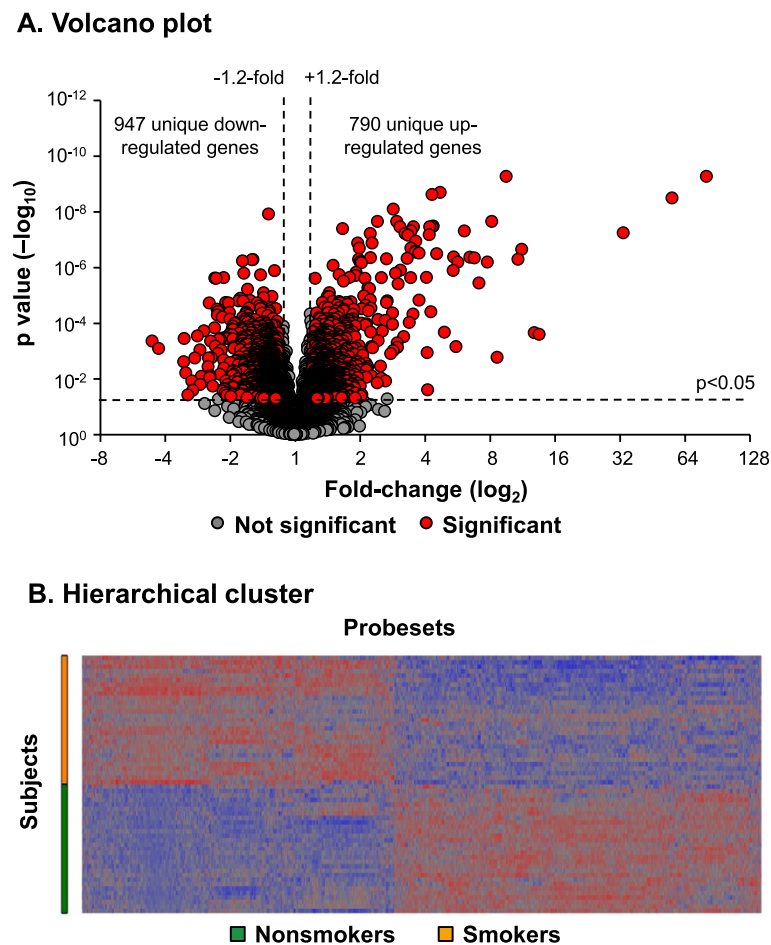 A. Volcano plot
-1.2-fold +1.2-fold
947 unique down-
regulated genes
790 unique up-
regulated genes
p value (–log10)
10-12
10-10
10-8
10-6
10-4
10-2
100
p<0.05
-8 -4 -2 1 2 4 8 16 32 64 128
Fold-change (log2)
Not significant Significant
B. Hierarchical cluster
Probesets
Subjects
Nonsmokers Smokers